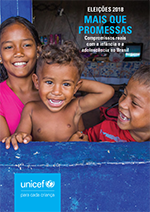 ELEIÇÕES 2018
MAIS QUE
PROMESSAS
Compromissos reais
com a infância e a
adolescência no Brasil
unicef
para cada criança